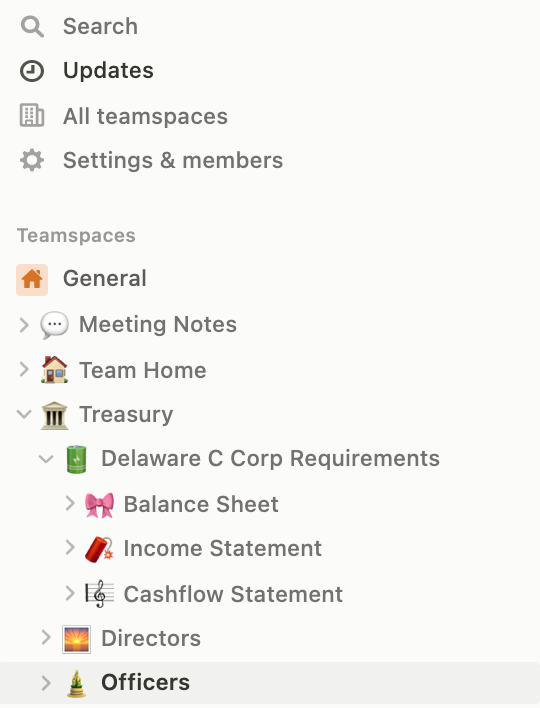 Search
Updates
All teamspaces
Settings & members
Teamspaces
General
Meeting Notes
Team Home
Treasury
Delaware C Corp Requirements
Balance Sheet
Income Statement
Cashflow Statement
Directors
Officers